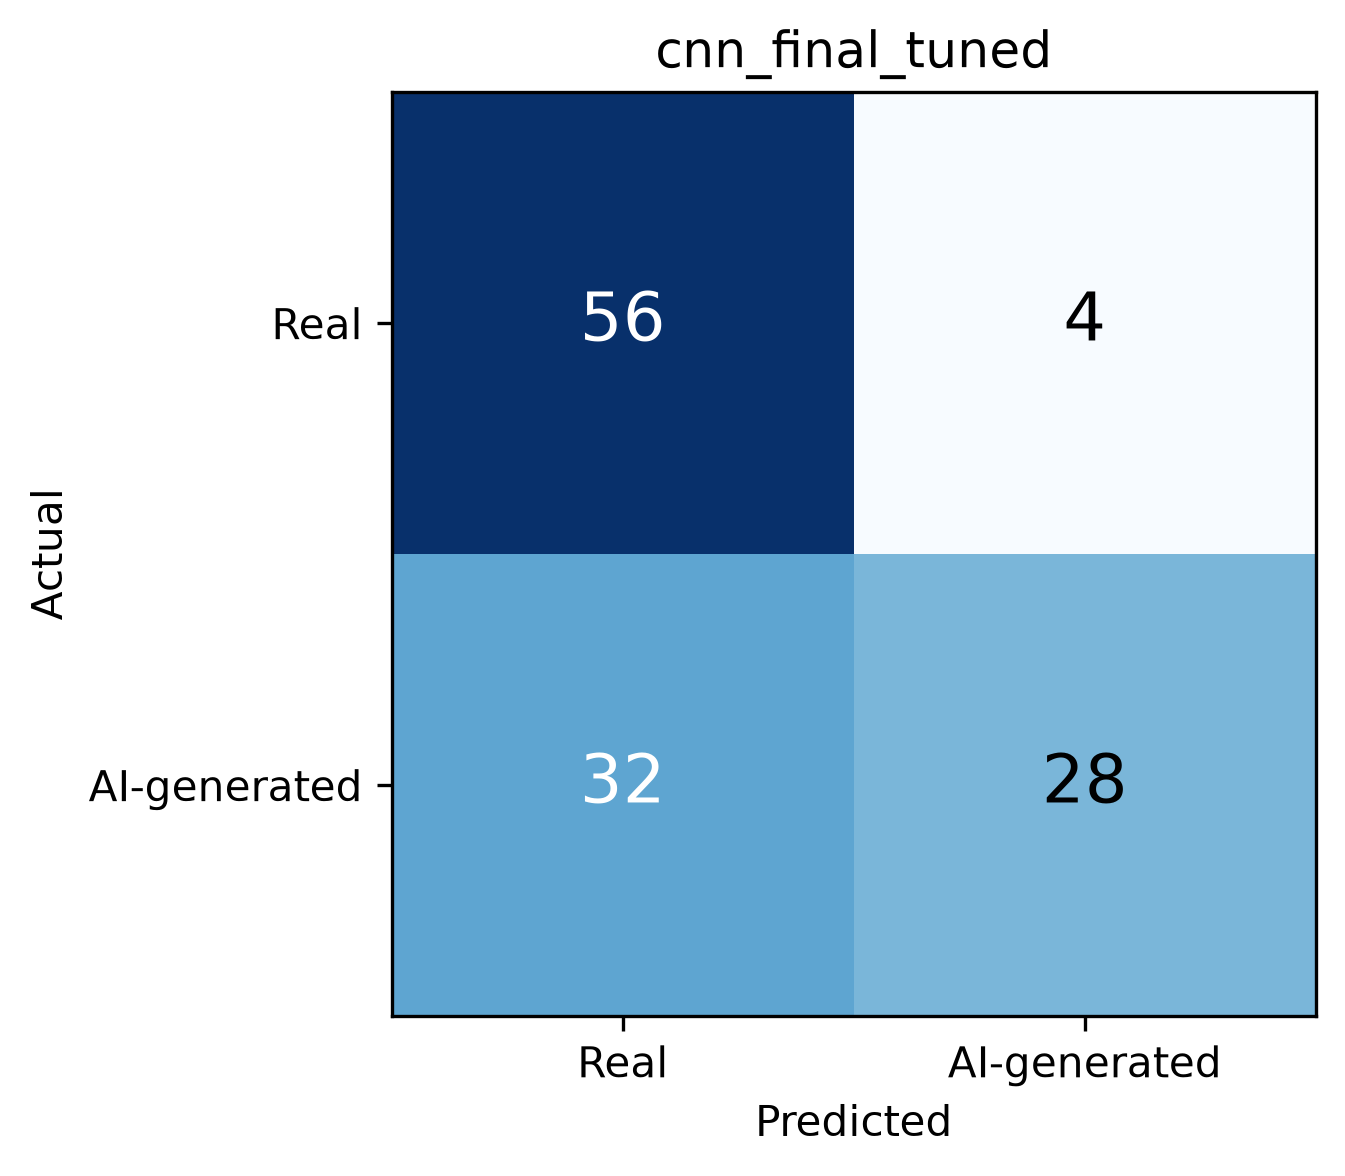 cnn_final_tuned
Real
56
4
Actual
AI-generated
32
28
Real
AI-generated
Predicted